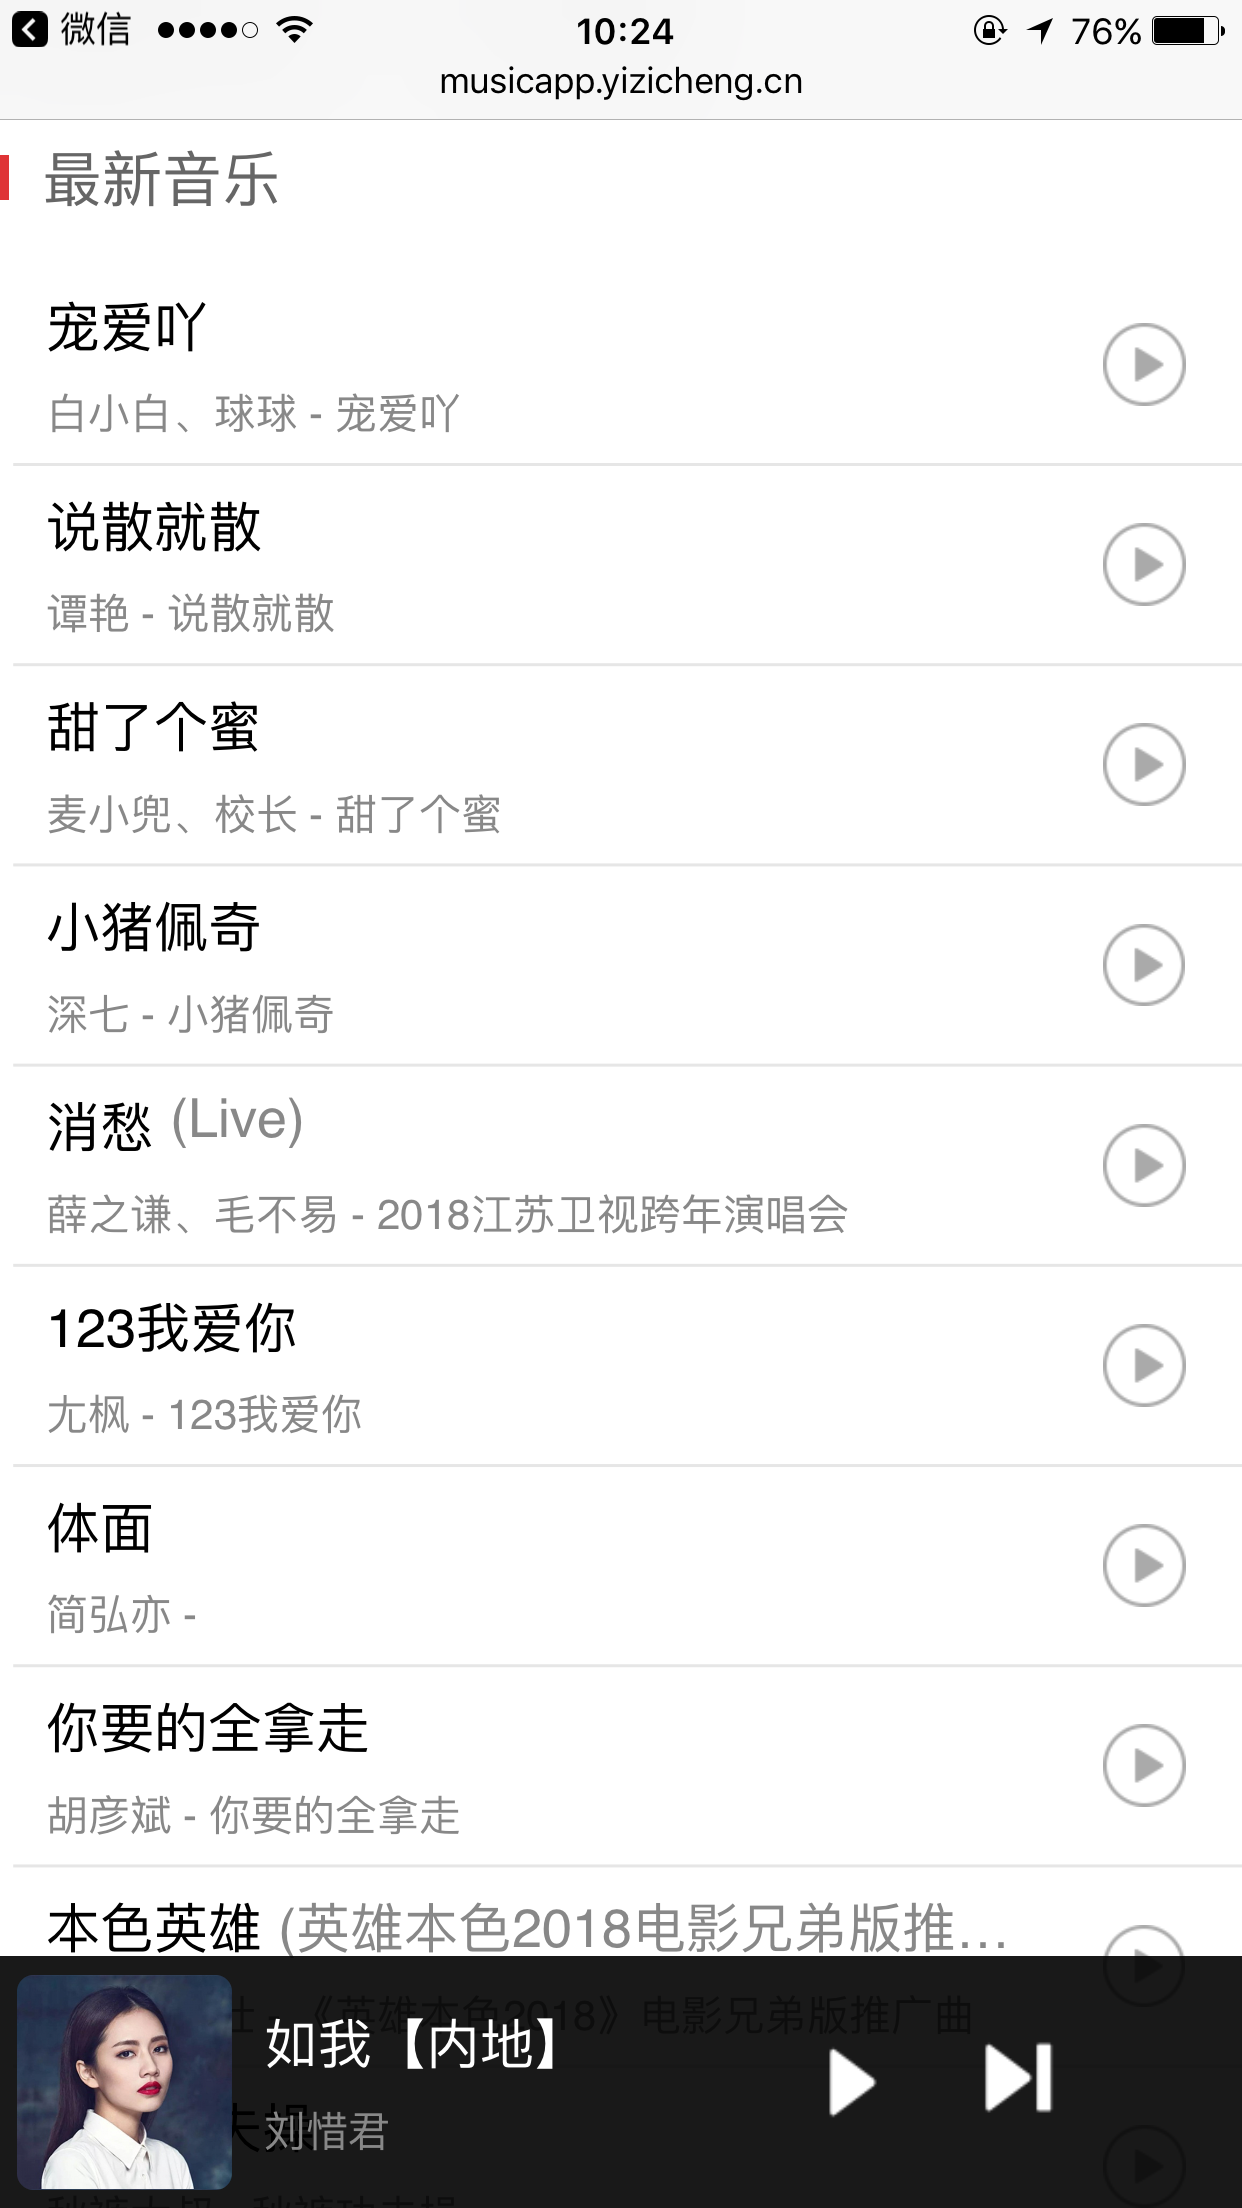 微信 10:24 76%
musicapp.yizicheng.cn
最新音乐
宠爱吖
白小白、球球 - 宠爱吖
说散就散
谭艳 - 说散就散
甜了个蜜
麦小兜、校长 - 甜了个蜜
小猪佩奇
深七 - 小猪佩奇
消愁 (Live)
薛之谦、毛不易 - 2018江苏卫视跨年演唱会
123我爱你
尢枫 - 123我爱你
体面
简弘亦 -
你要的全拿走
胡彦斌 - 你要的全拿走
本色英雄 (英雄本色2018电影兄弟版推…
《英雄本色2018》电影兄弟版推广曲
如我【内地】
刘惜君